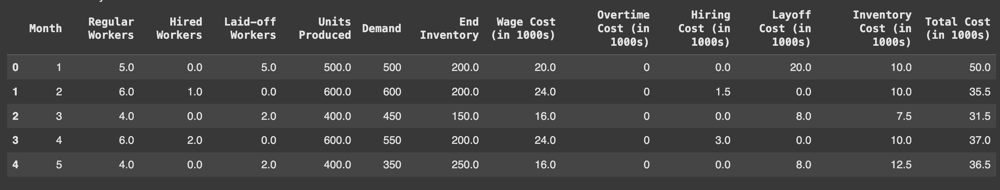 Month Regular Workers Hired Workers Laid-off Workers Units Produced Demand End Inventory Wage Cost (in 1000s) Overtime Cost (in 1000s) Hiring Cost (in 1000s) Layoff Cost (in 1000s) Inventory Cost (in 1000s) Total Cost (in 1000s)
0 1 5.0 0.0 5.0 500.0 500 200.0 20.0 0 0.0 20.0 10.0 50.0
1 2 6.0 1.0 0.0 600.0 600 200.0 24.0 0 1.5 0.0 10.0 35.5
2 3 4.0 0.0 2.0 400.0 450 150.0 16.0 0 0.0 8.0 7.5 31.5
3 4 6.0 2.0 0.0 600.0 550 200.0 24.0 0 3.0 0.0 10.0 37.0
4 5 4.0 0.0 2.0 400.0 350 250.0 16.0 0 0.0 8.0 12.5 36.5